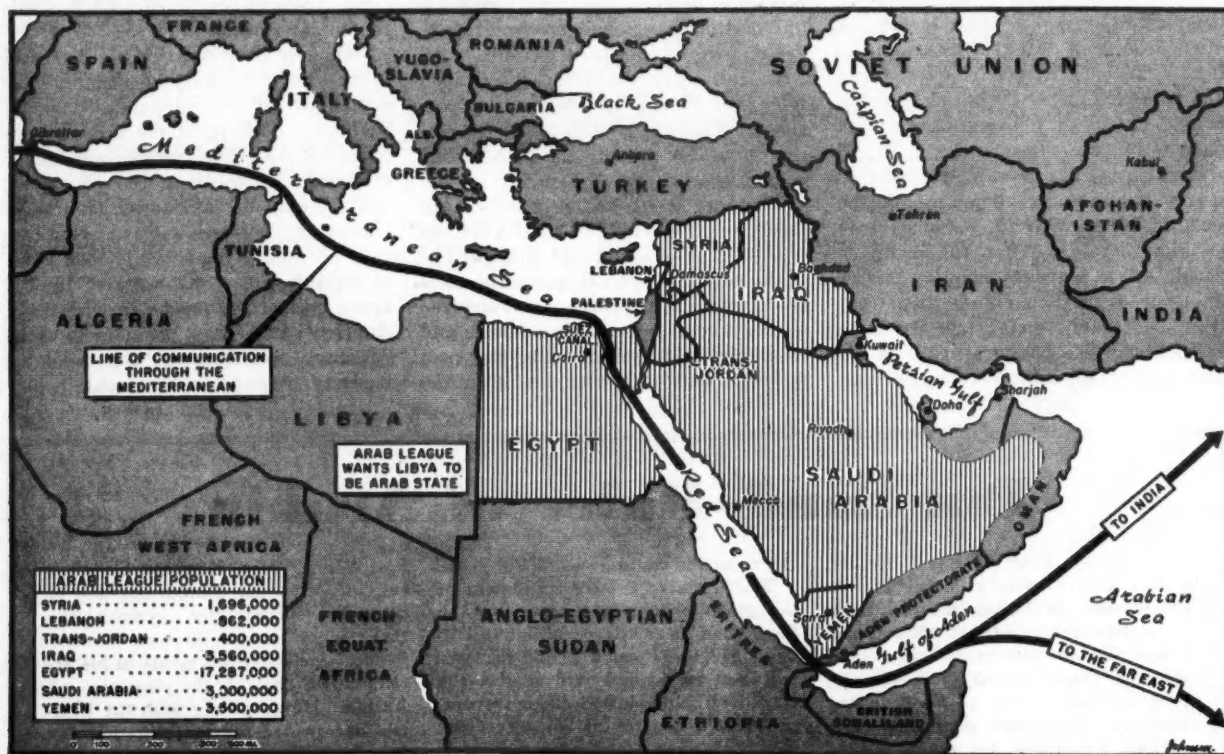 FRANCE
SPAIN
ITALY
YUGO-
SLAVIA
ROMANIA
BULGARIA
ALB.
GREECE
Black Sea
SOVIET UNION
Caspian Sea
Gibraltar
Mediterranean Sea
Ankara
TURKEY
Kabul
AFGHAN-
ISTAN
Tehran
IRAN
INDIA
TUNISIA
ALGERIA
SYRIA
LEBANON
Damascus
PALESTINE
Baghdad
IRAQ
TRANS-
JORDAN
Kuwait
Persian Gulf
Sharjah
Doha
Riyadh
SUEZ
CANAL
Cairo
LINE OF COMMUNICATION
THROUGH THE
MEDITERRANEAN
LIBYA
EGYPT
ARAB LEAGUE
WANTS LIBYA TO
BE ARAB STATE
SAUDI
ARABIA
Mecca
Red Sea
OMAN
TO INDIA
FRENCH
WEST AFRICA
FRENCH
EQUAT.
AFRICA
ANGLO-EGYPTIAN
SUDAN
ERITREA
ETHIOPIA
YEMEN
ADEN PROTECTORATE
Aden
Gulf of Aden
BRITISH
SOMALILAND
Arabian
Sea
TO THE FAR EAST
ARAB LEAGUE POPULATION
SYRIA 1,696,000
LEBANON 862,000
TRANS-JORDAN 400,000
IRAQ 3,560,000
EGYPT 17,287,000
SAUDI ARABIA 3,000,000
YEMEN 3,500,000
0 100 300 500 MI.
Johnson